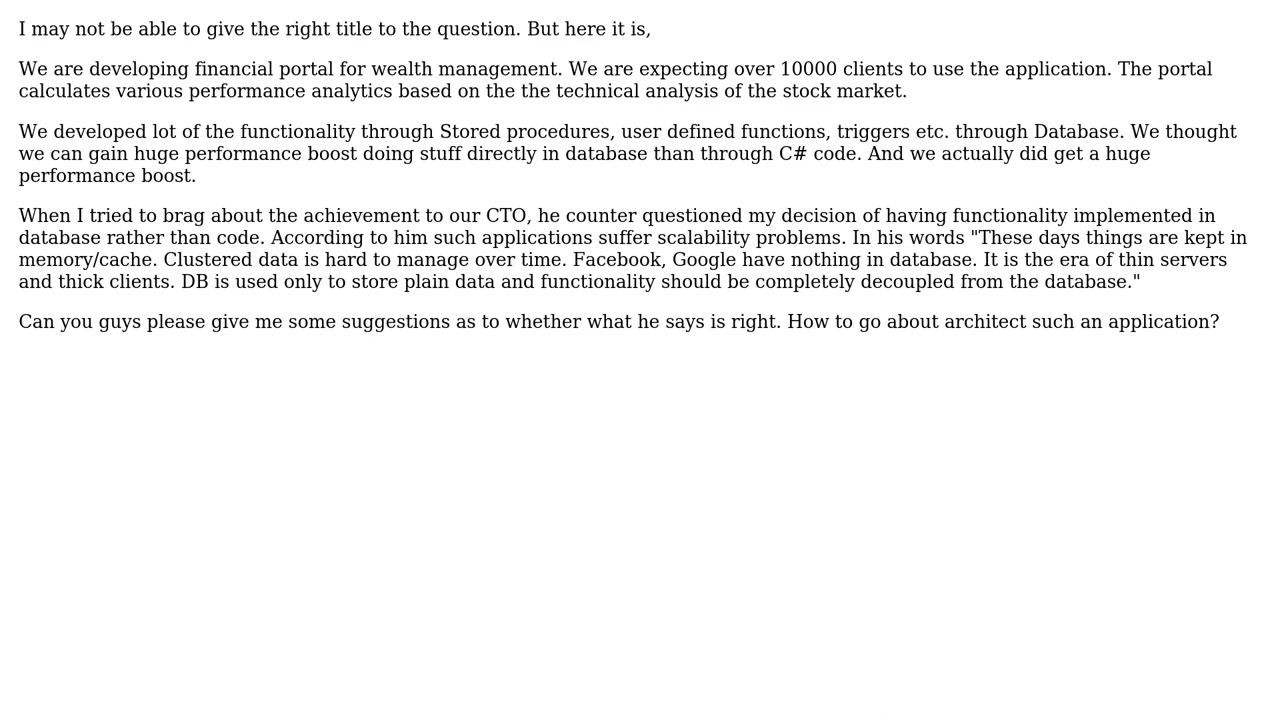 I may not be able to give the right title to the question. But here it is,
We are developing financial portal for wealth management. We are expecting over 10000 clients to use the application. The portal
calculates various performance analytics based on the the technical analysis of the stock market.
We developed lot of the functionality through Stored procedures, user defined functions, triggers etc. through Database. We thought
we can gain huge performance boost doing stuff directly in database than through C# code. And we actually did get a huge
performance boost.
When I tried to brag about the achievement to our CTO, he counter questioned my decision of having functionality implemented in
database rather than code. According to him such applications suffer scalability problems. In his words "These days things are kept in
memory/cache. Clustered data is hard to manage over time. Facebook, Google have nothing in database. It is the era of thin servers
and thick clients. DB is used only to store plain data and functionality should be completely decoupled from the database."
Can you guys please give me some suggestions as to whether what he says is right. How to go about architect such an application?